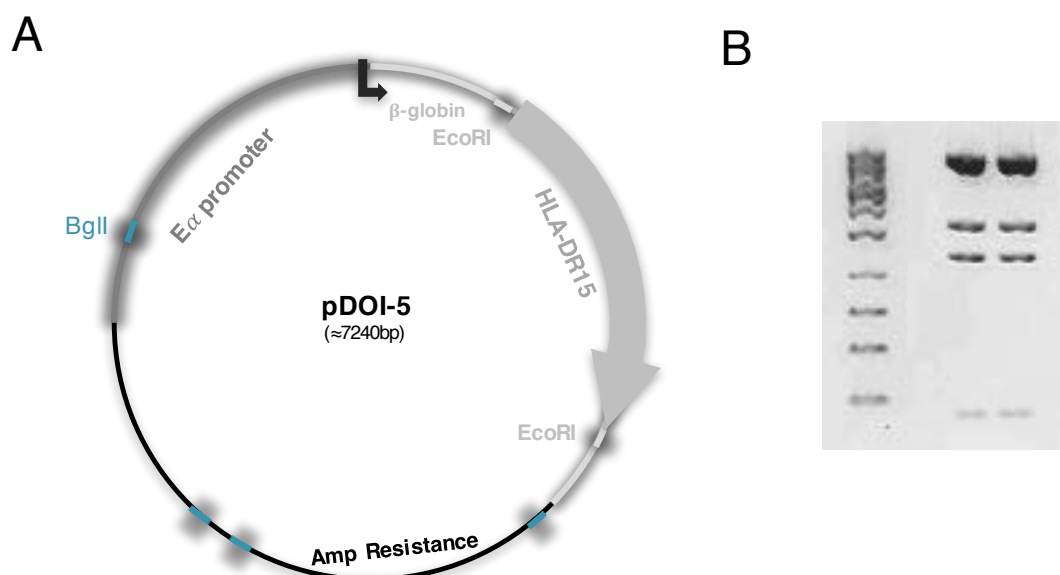 A
B
β-globin
EcoRI
Eα promoter
BglI
HLA-DR15
pDOI-5
(≈7240bp)
EcoRI
Amp Resistance